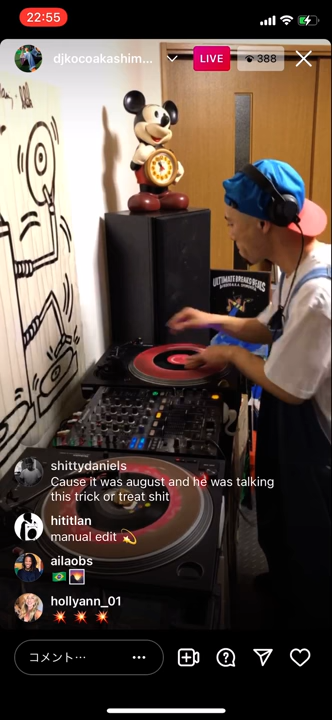 22:55
djkocoakashim...
LIVE
388
ULTIMATE BREAKS & BEATS
shittydaniels
Cause it was august and he was talking
this trick or treat shit
hititlan
manual edit
ailaobs
hollyann_01
コメント…